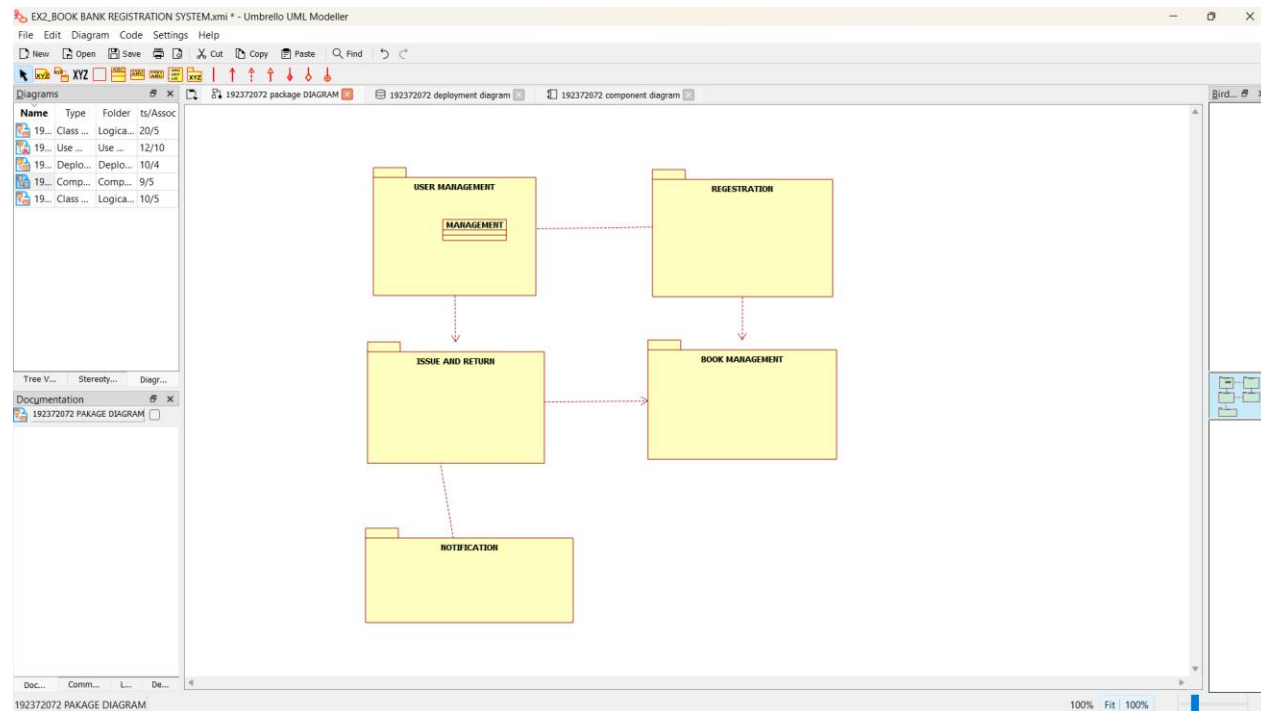 EX2_BOOK BANK REGISTRATION SYSTEM.xmi * - Umbrello UML Modeller
File Edit Diagram Code Settings Help
New Open Save Cut Copy Paste Find
XYZ XYZ
Diagrams
192372072 package DIAGRAM 192372072 deployment diagram 192372072 component diagram
Bird...
Name Type Folder ts/Assoc
19... Class ... Logica... 20/5
19... Use ... Use ... 12/10
19... Deplo... Deplo... 10/4
19... Comp... Comp... 9/5
19... Class ... Logica... 10/5
USER MANAGEMENT
MANAGEMENT
REGESTRATION
ISSUE AND RETURN
BOOK MANAGEMENT
NOTIFICATION
Tree V... Stereoty... Diagr...
Documentation
192372072 PAKAGE DIAGRAM
Doc... Comm... L... De...
192372072 PAKAGE DIAGRAM
100% Fit 100%